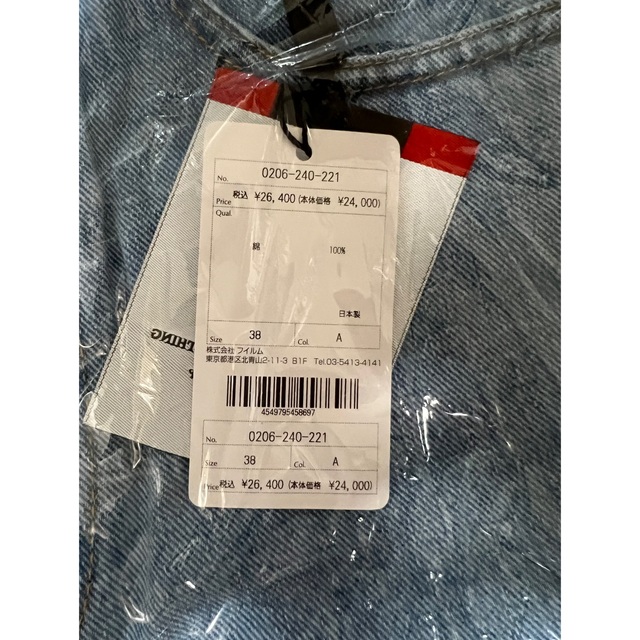 No. 0206-240-221
Price 税込 ¥26,400 (本体価格 ¥24,000)
Qual.
綿 100%
日本製
Size 38 Col. A
株式会社 フイルム
東京都港区北青山2-11-3 B1F Tel.03-5413-4141
4549795458697
No. 0206-240-221
Size 38 Col. A
Price 税込 ¥26,400 (本体価格 ¥24,000)
THING